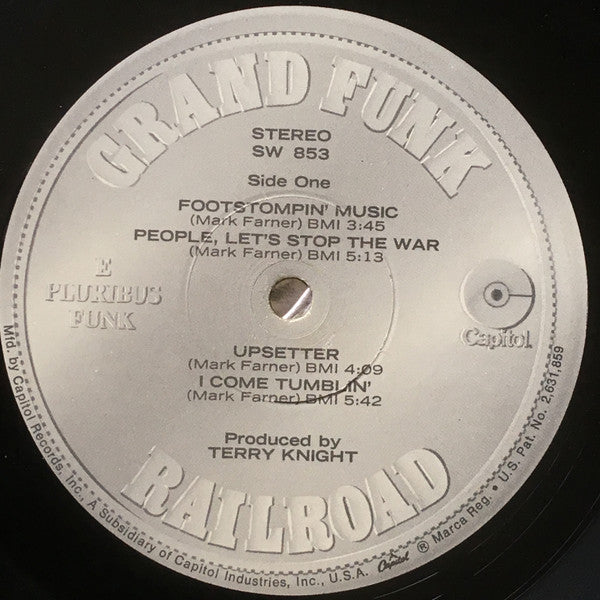 GRAND FUNK
STEREO
SW 853
Side One
FOOTSTOMPIN' MUSIC
(Mark Farner) BMI 3:45
PEOPLE, LET'S STOP THE WAR
(Mark Farner) BMI 5:13
E
PLURIBUS
FUNK
Capitol
UPSETTER
(Mark Farner) BMI 4:09
I COME TUMBLIN'
(Mark Farner) BMI 5:42
Produced by
TERRY KNIGHT
RAILROAD
Mfd. by Capitol Records, Inc., A Subsidiary of Capitol Industries, Inc., U.S.A. Capitol ® Marca Reg. • U.S. Pat. No. 2,631,859